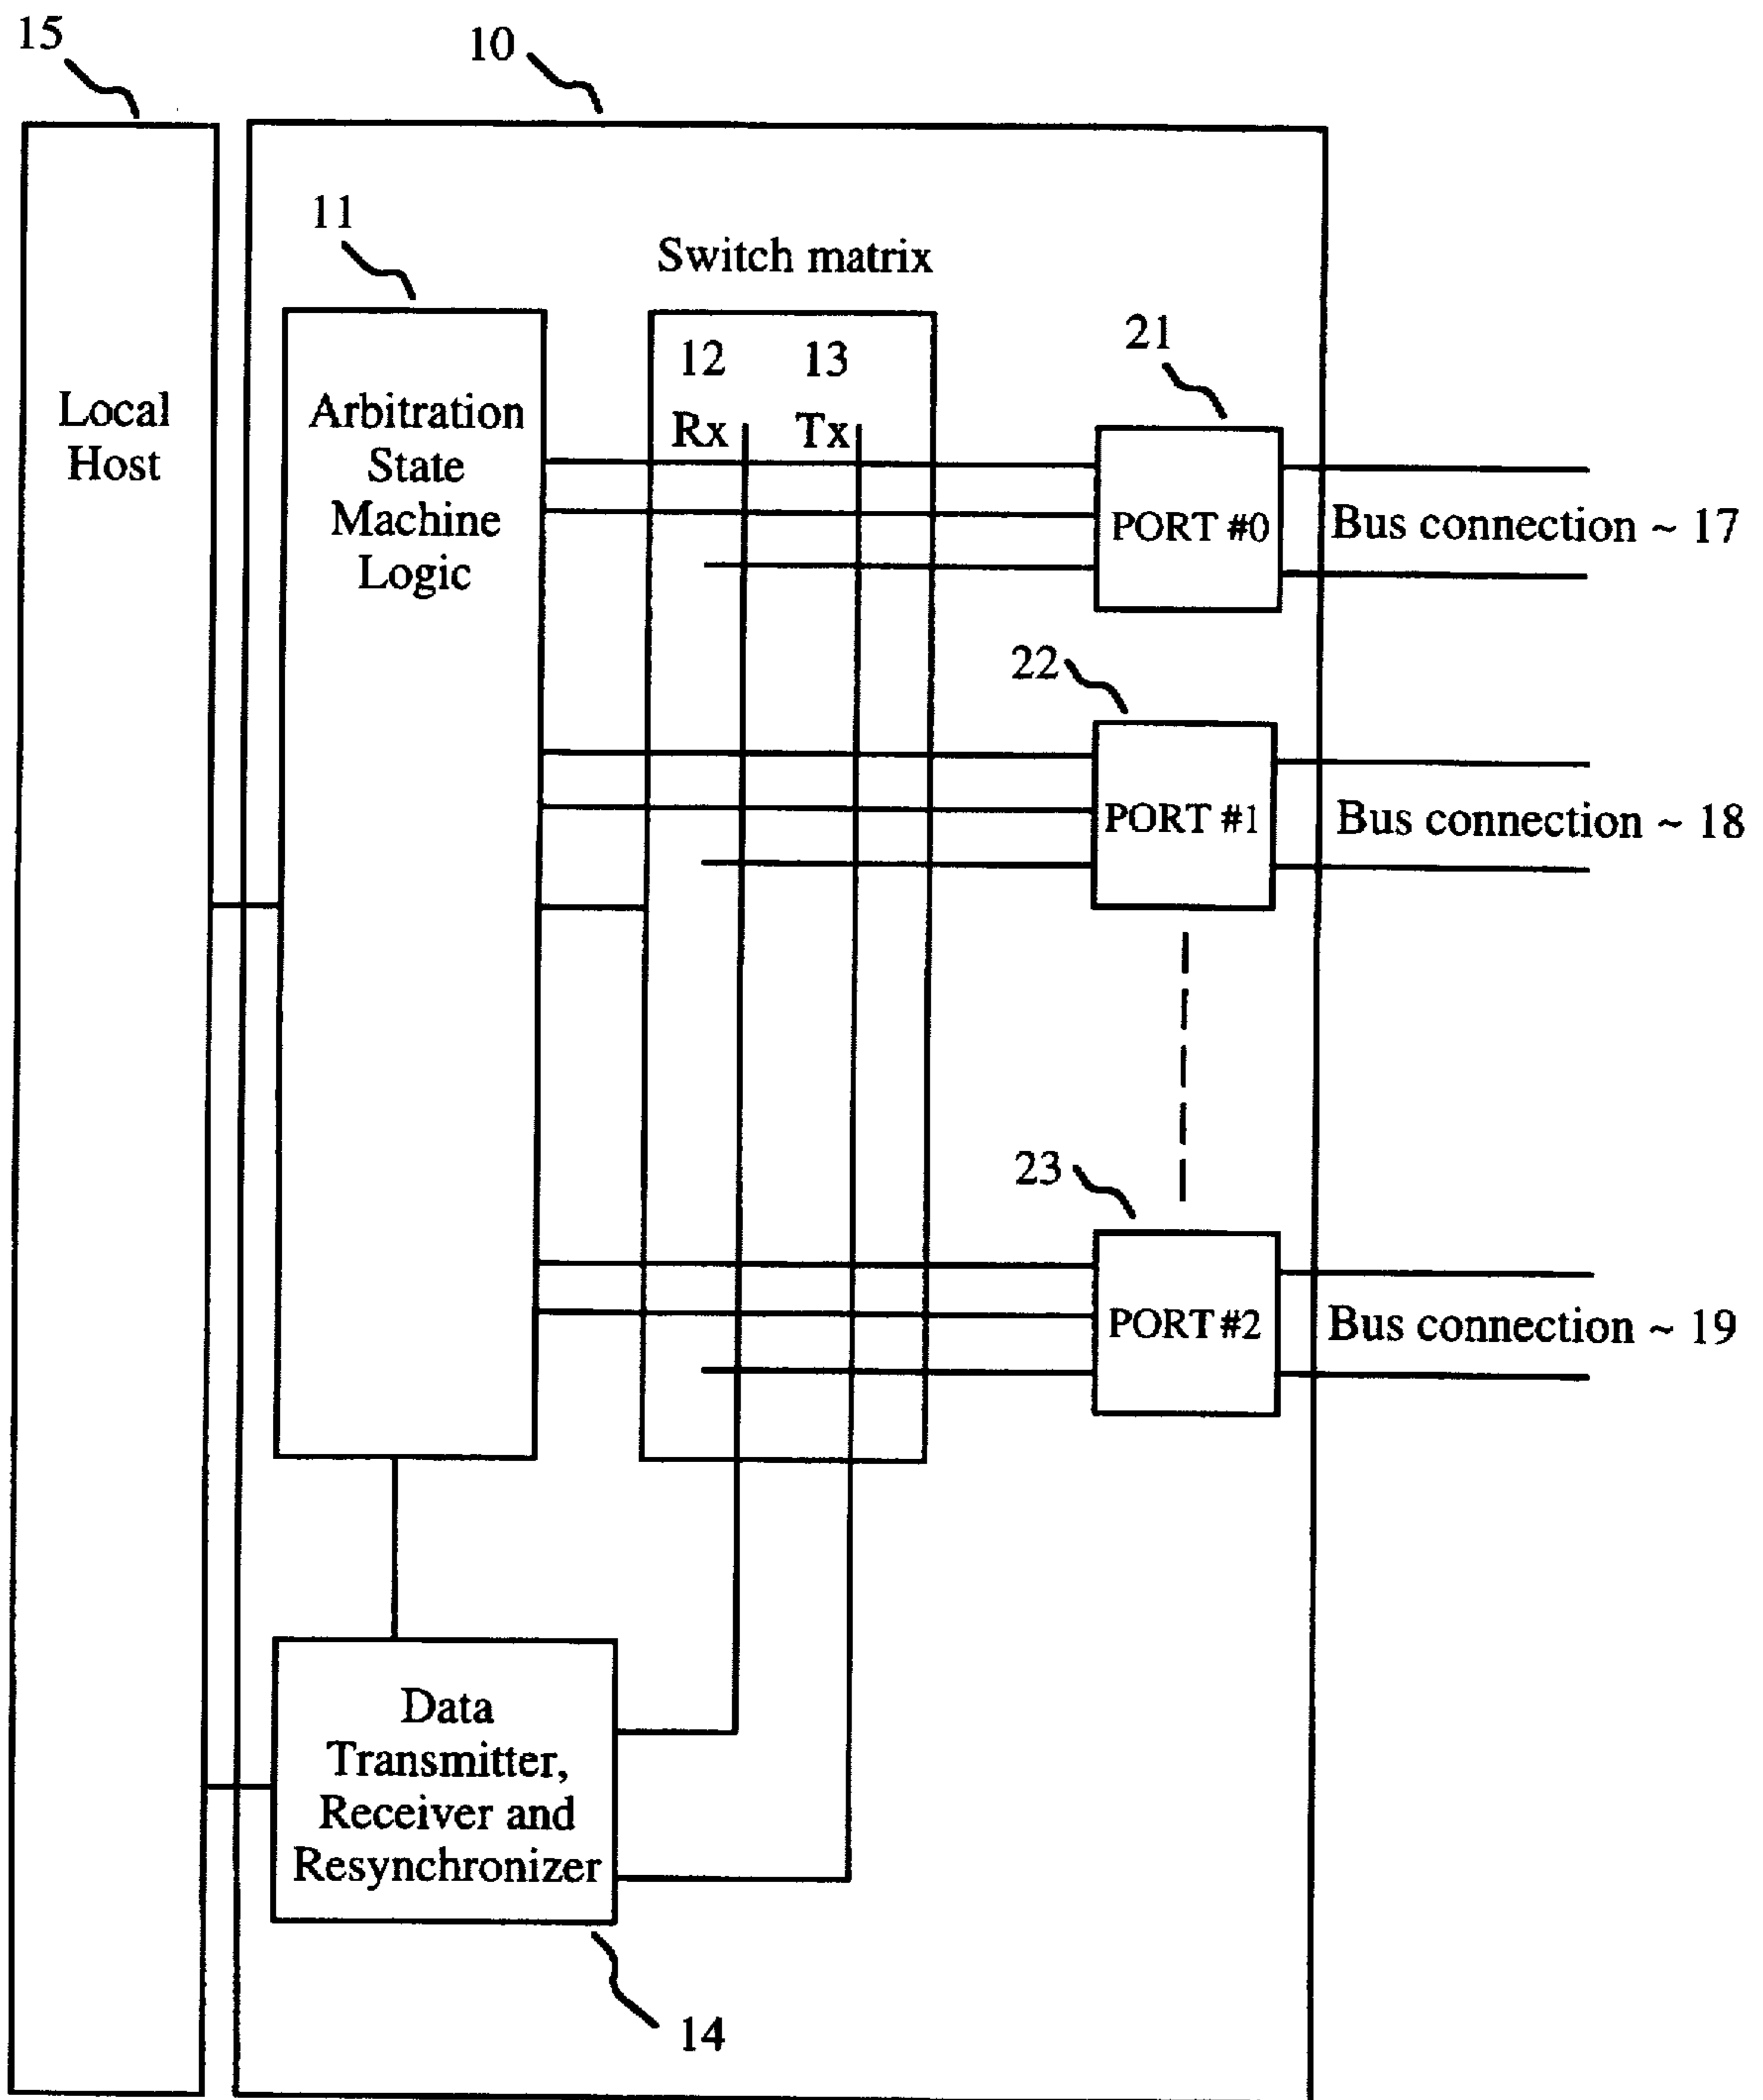 15
10
11
Switch matrix
12 13
Rx Tx
Local
Host
Arbitration
State
Machine
Logic
21
PORT #0
Bus connection ~ 17
22
PORT #1
Bus connection ~ 18
23
PORT #2
Bus connection ~ 19
Data
Transmitter,
Receiver and
Resynchronizer
14